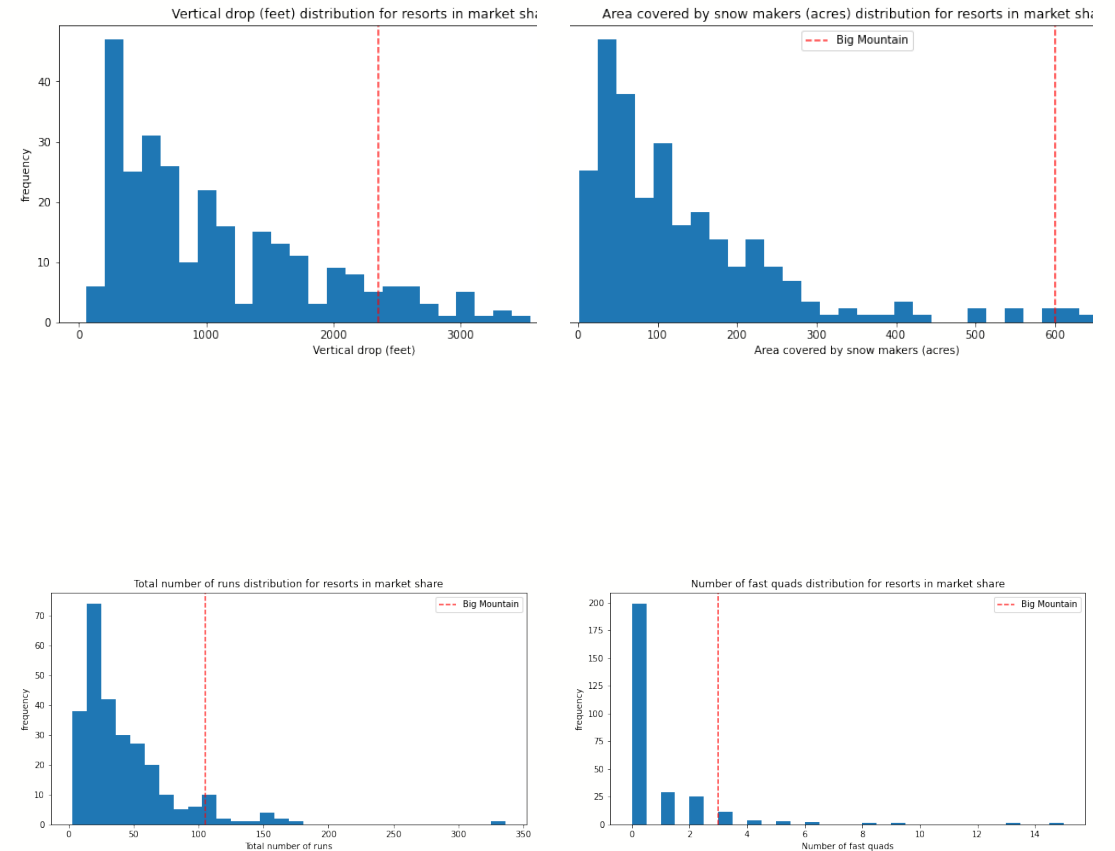 Vertical drop (feet) distribution for resorts in market
frequency
0
10
20
30
40
0 1000 2000 3000
Vertical drop (feet)
Area covered by snow makers (acres) distribution for resorts in market
Big Mountain
0 100 200 300 400 500 600
Area covered by snow makers (acres)
Total number of runs distribution for resorts in market share
Big Mountain
frequency
70
60
50
40
30
20
10
0
0 50 100 150 200 250 300 350
Total number of runs
Number of fast quads distribution for resorts in market share
Big Mountain
frequency
200
175
150
125
100
75
50
25
0
0 2 4 6 8 10 12 14
Number of fast quads